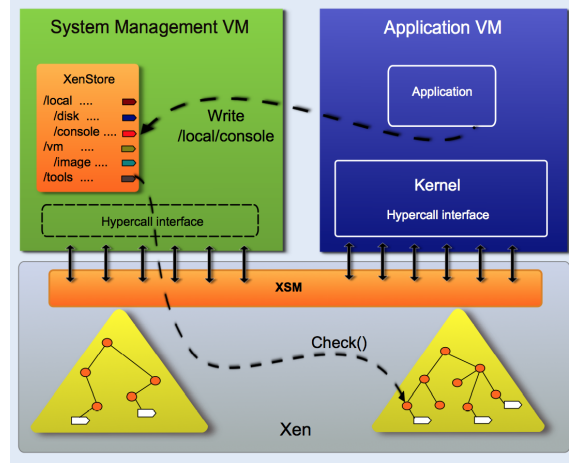 System Management VM
Application VM
XenStore
/local ....
/disk ....
/console ....
/vm ....
/image ....
/tools ....
Write
/local/console
Application
Hypercall interface
Kernel
Hypercall interface
XSM
Check()
Xen